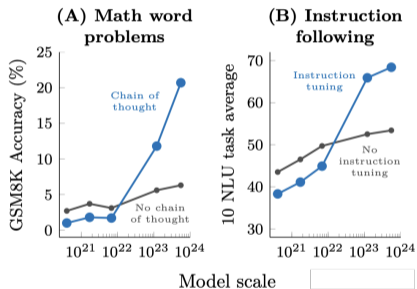 (A) Math word
problems
GSM8K Accuracy (%)
25
20
15
10
5
0
Chain of
thought
No chain
of thought
10^21
10^22
10^23
10^24
(B) Instruction
following
10 NLU task average
70
60
50
40
30
Instruction
tuning
No
instruction
tuning
10^21
10^22
10^23
10^24
Model scale